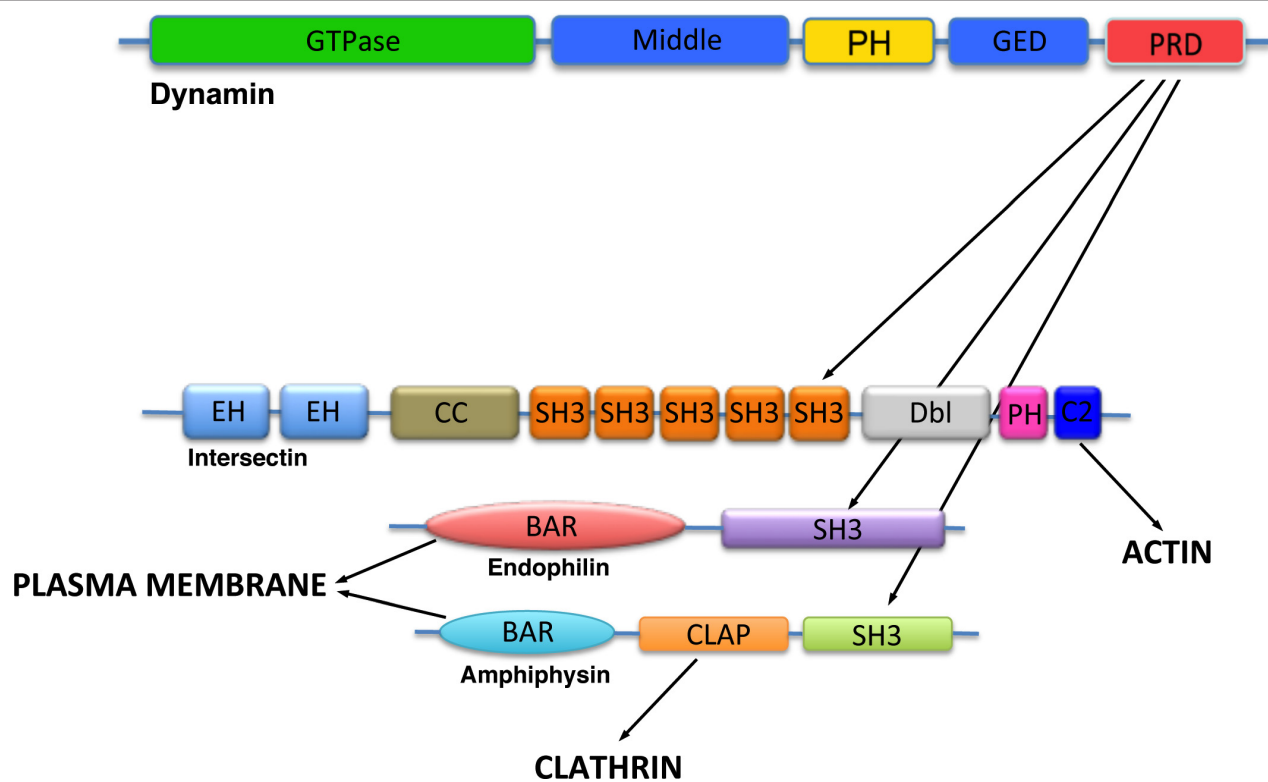 GTPase Middle PH GED PRD
Dynamin
EH EH CC SH3 SH3 SH3 SH3 SH3 Dbl PH C2
Intersectin
BAR SH3
Endophilin
ACTIN
PLASMA MEMBRANE
BAR CLAP SH3
Amphiphysin
CLATHRIN